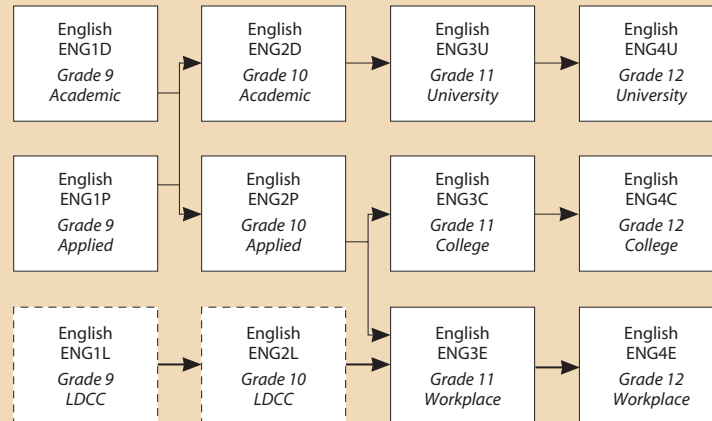 English
ENG1D
Grade 9
Academic
English
ENG2D
Grade 10
Academic
English
ENG3U
Grade 11
University
English
ENG4U
Grade 12
University
English
ENG1P
Grade 9
Applied
English
ENG2P
Grade 10
Applied
English
ENG3C
Grade 11
College
English
ENG4C
Grade 12
College
English
ENG1L
Grade 9
LDCC
English
ENG2L
Grade 10
LDCC
English
ENG3E
Grade 11
Workplace
English
ENG4E
Grade 12
Workplace